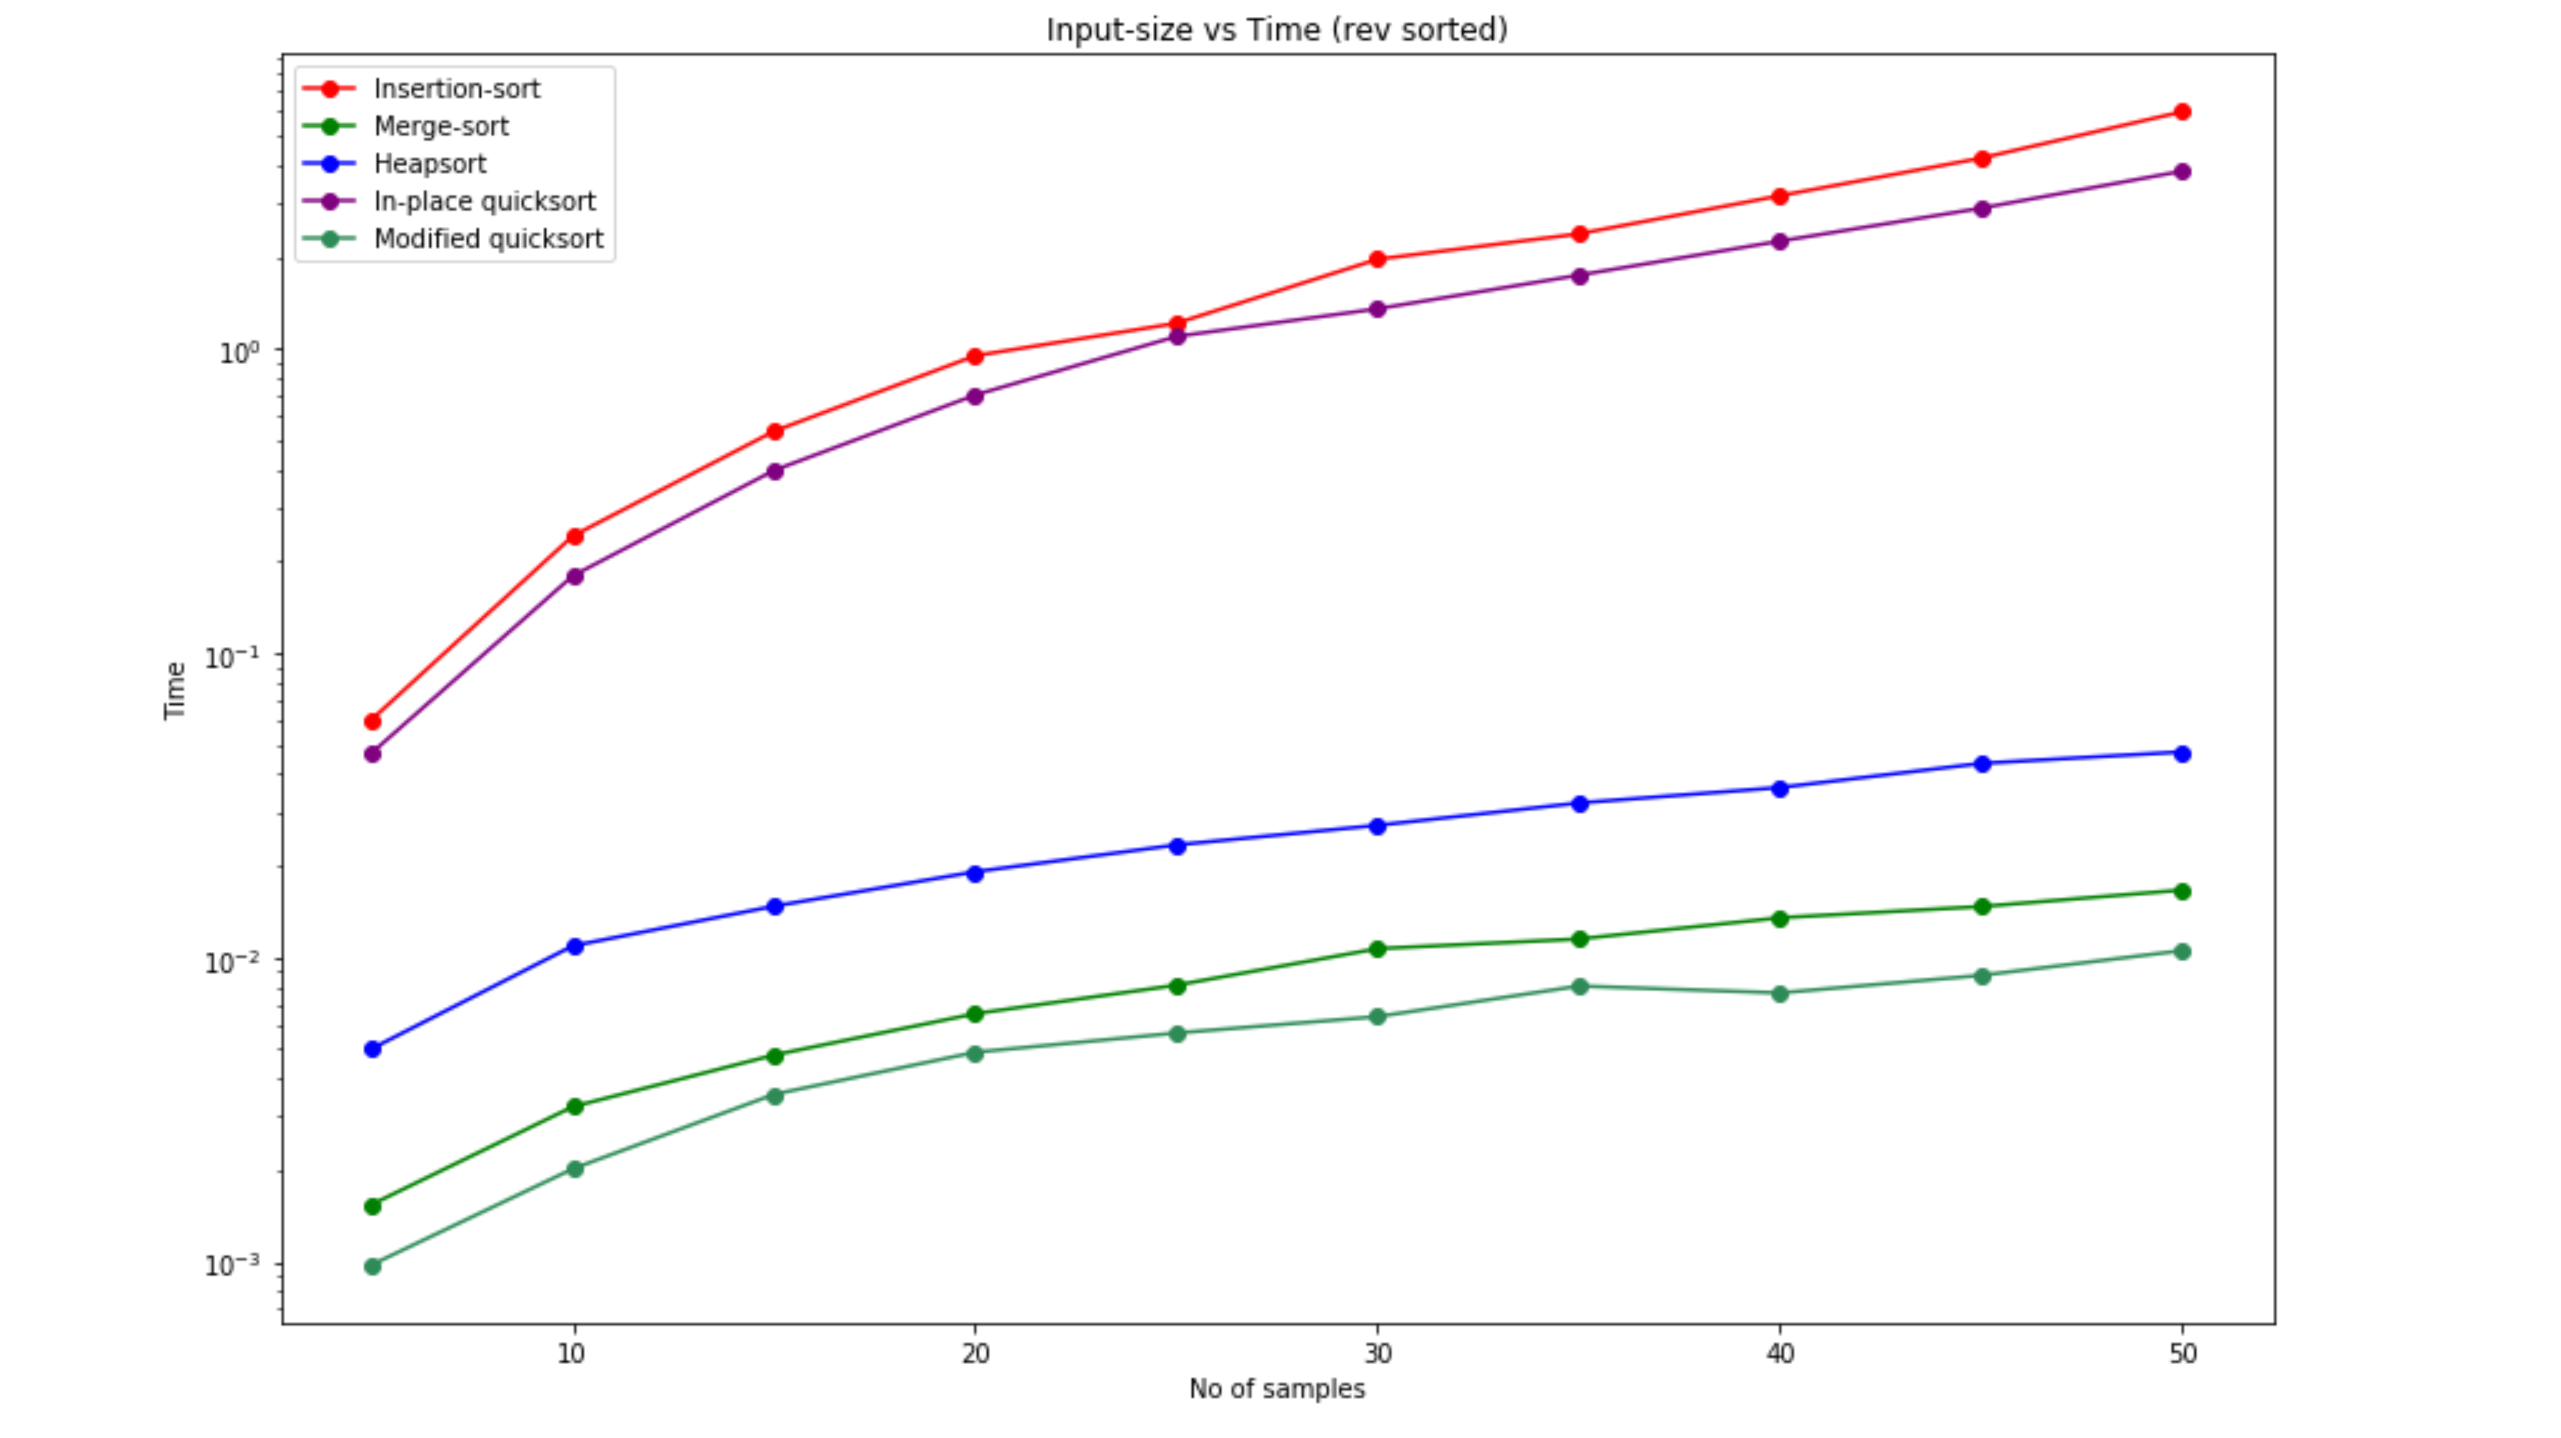 Input-size vs Time (rev sorted)
Insertion-sort
Merge-sort
Heapsort
In-place quicksort
Modified quicksort
10⁰
10⁻¹
10⁻²
10⁻³
Time
10 20 30 40 50
No of samples